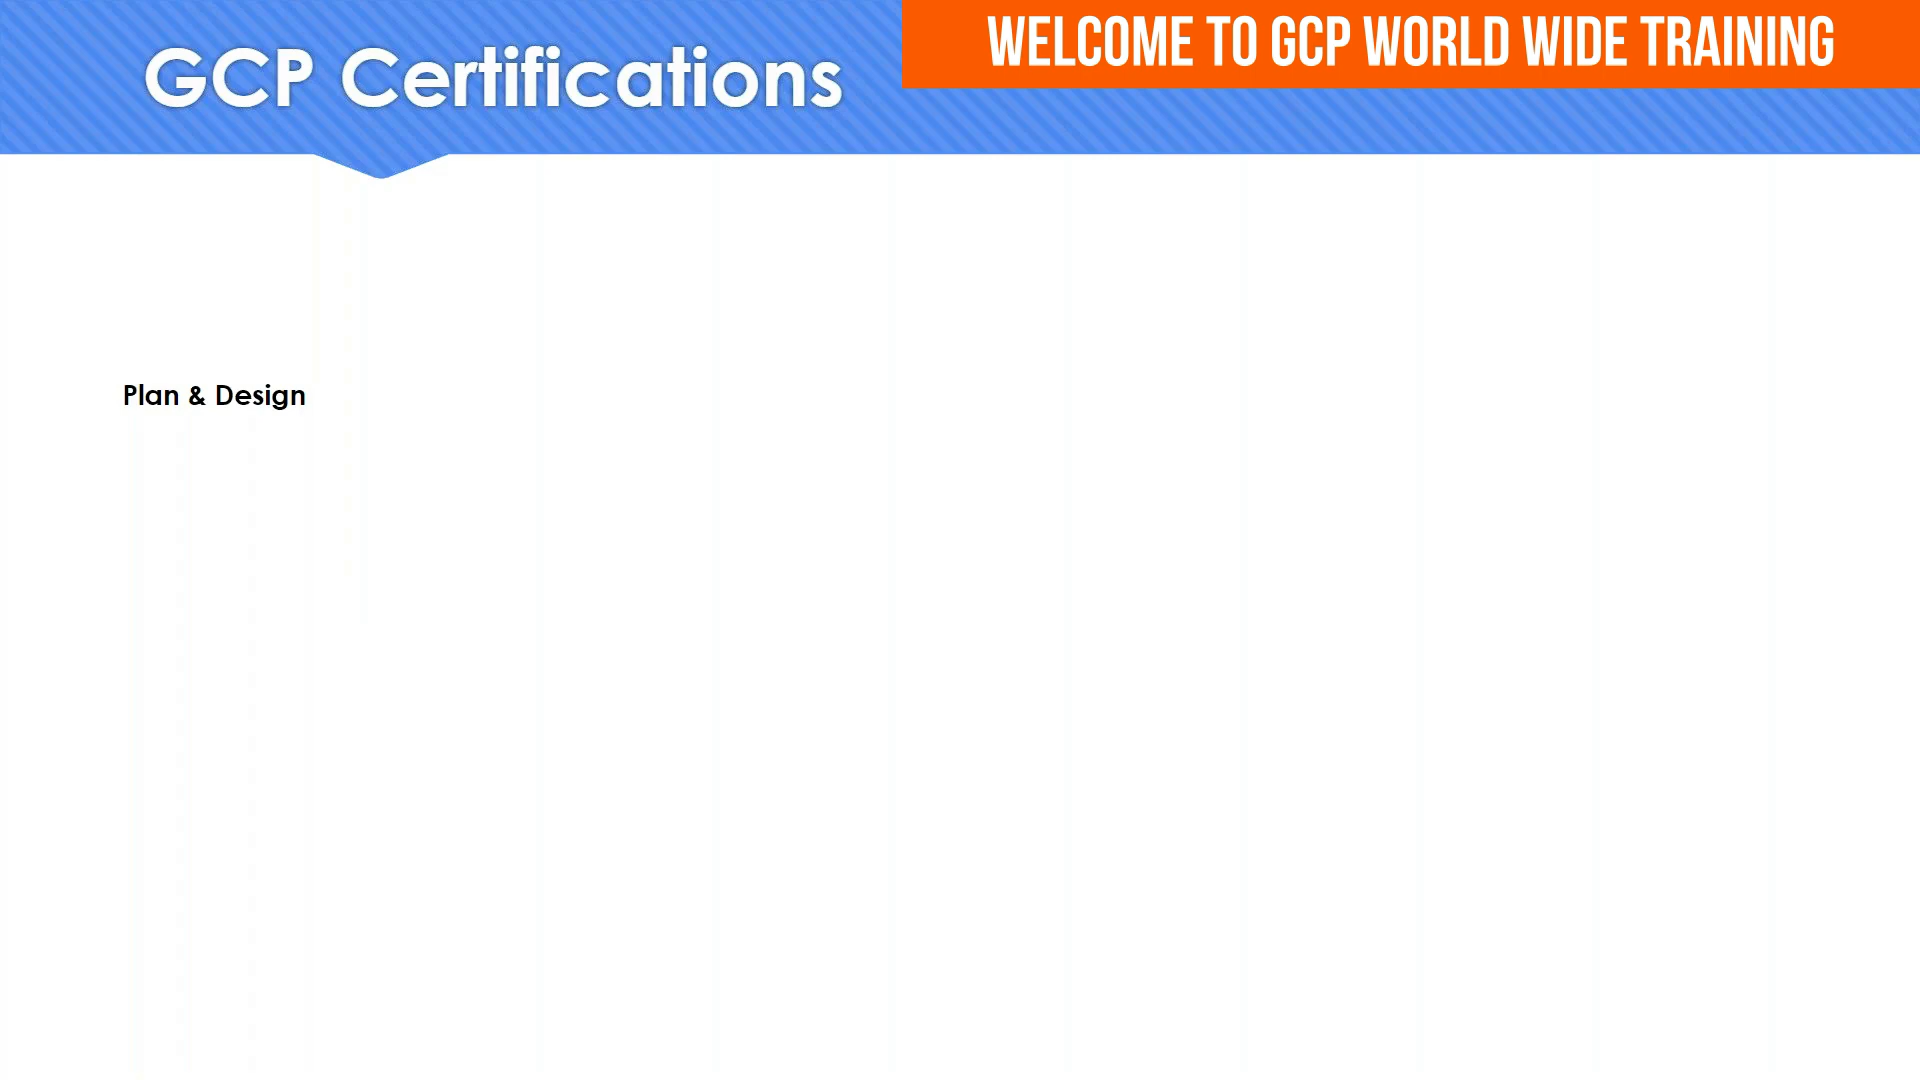 GCP Certifications
WELCOME TO GCP WORLD WIDE TRAINING
Plan & Design